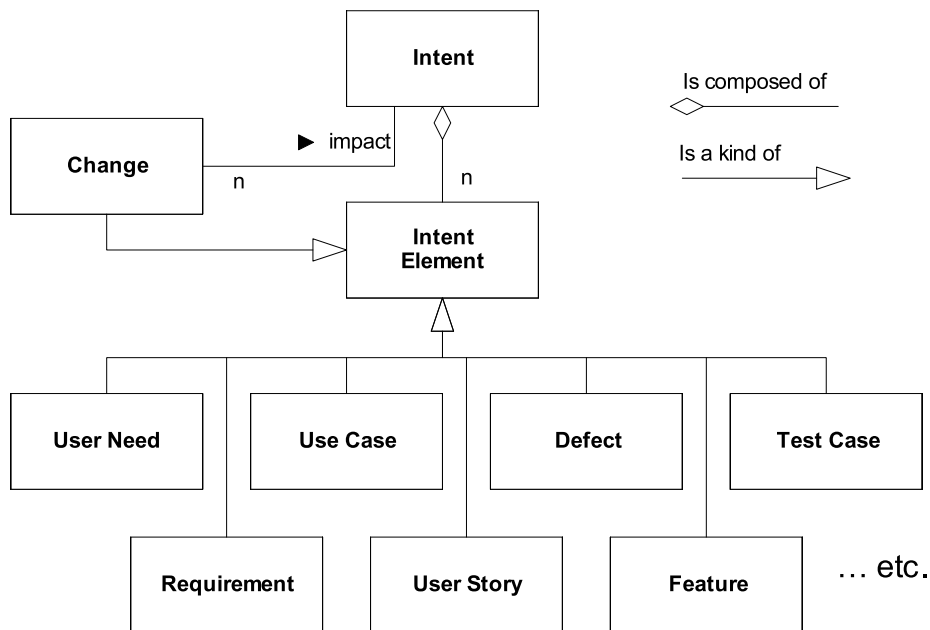 Intent
Is composed of
Change
► impact
n
Is a kind of
n
Intent
Element
User Need
Use Case
Defect
Test Case
Requirement
User Story
Feature
... etc.